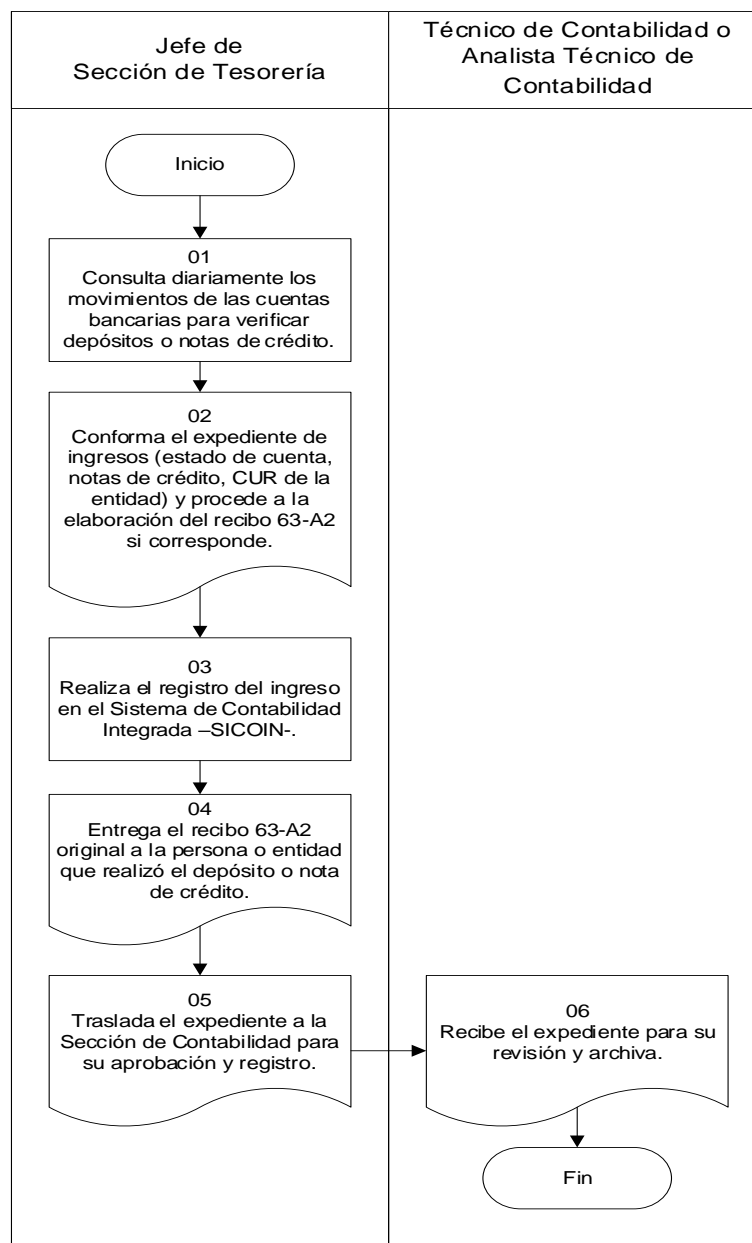 Jefe de
Sección de Tesorería
Técnico de Contabilidad o
Analista Técnico de
Contabilidad
Inicio
01
Consulta diariamente los
movimientos de las cuentas
bancarias para verificar
depósitos o notas de crédito.
02
Conforma el expediente de
ingresos (estado de cuenta,
notas de crédito, CUR de la
entidad) y procede a la
elaboración del recibo 63-A2
si corresponde.
03
Realiza el registro del ingreso
en el Sistema de Contabilidad
Integrada –SICOIN-.
04
Entrega el recibo 63-A2
original a la persona o entidad
que realizó el depósito o nota
de crédito.
05
Traslada el expediente a la
Sección de Contabilidad para
su aprobación y registro.
06
Recibe el expediente para su
revisión y archiva.
Fin